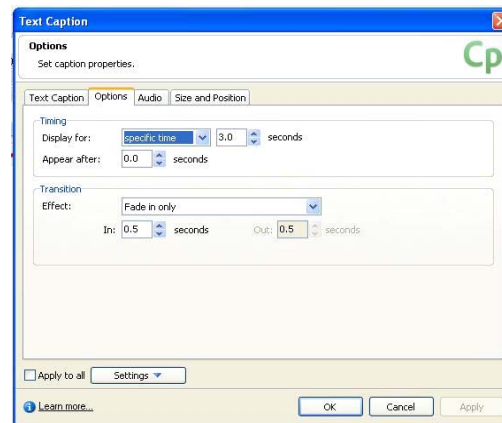 Text Caption
Options
Set caption properties.
Cp
Text Caption Options Audio Size and Position
Timing
Display for: specific time 3.0 seconds
Appear after: 0.0 seconds
Transition
Effect: Fade in only
In: 0.5 seconds Out: 0.5 seconds
Apply to all Settings
Learn more... OK Cancel Apply